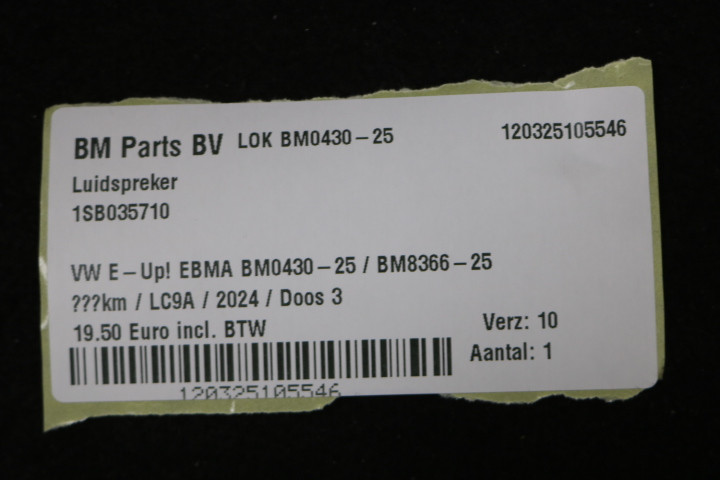 BM Parts BV LOK BM0430-25 120325105546
Luidspreker
1SB035710
VW E-Up! EBMA BM0430-25 / BM8366-25
???km / LC9A / 2024 / Doos 3
19.50 Euro incl. BTW Verz: 10
Aantal: 1
120325105546